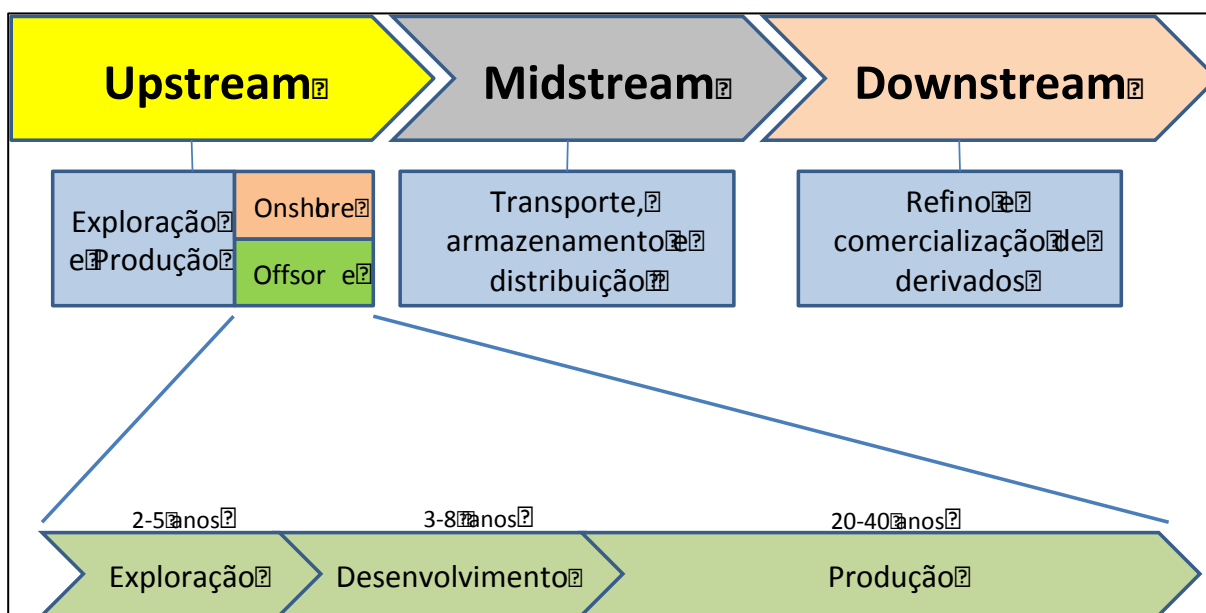 Upstream
Midstream
Downstream
Exploração
e Produção
Onshore
Offsor e
Transporte,
armazenamento e
distribuição
Refino e
comercialização de
derivados
2-5 anos
3-8 anos
20-40 anos
Exploração
Desenvolvimento
Produção